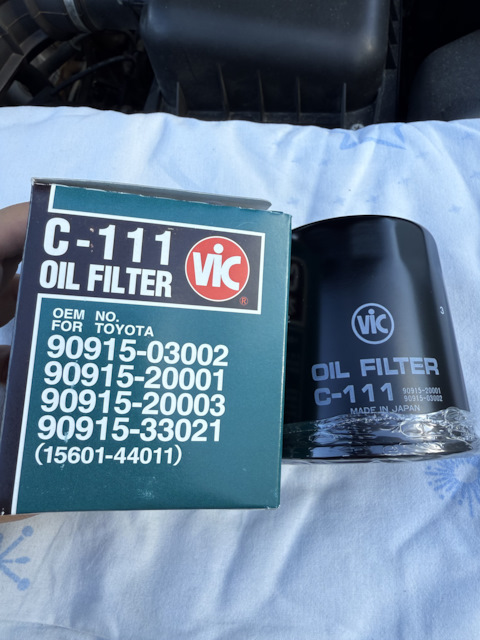 C-111
OIL FILTER
VIC
®
OEM NO.
FOR TOYOTA
90915-03002
90915-20001
90915-20003
90915-33021
(15601-44011)
VIC
3
OIL FILTER
C-111
90915-20001
90915-03002
MADE IN JAPAN